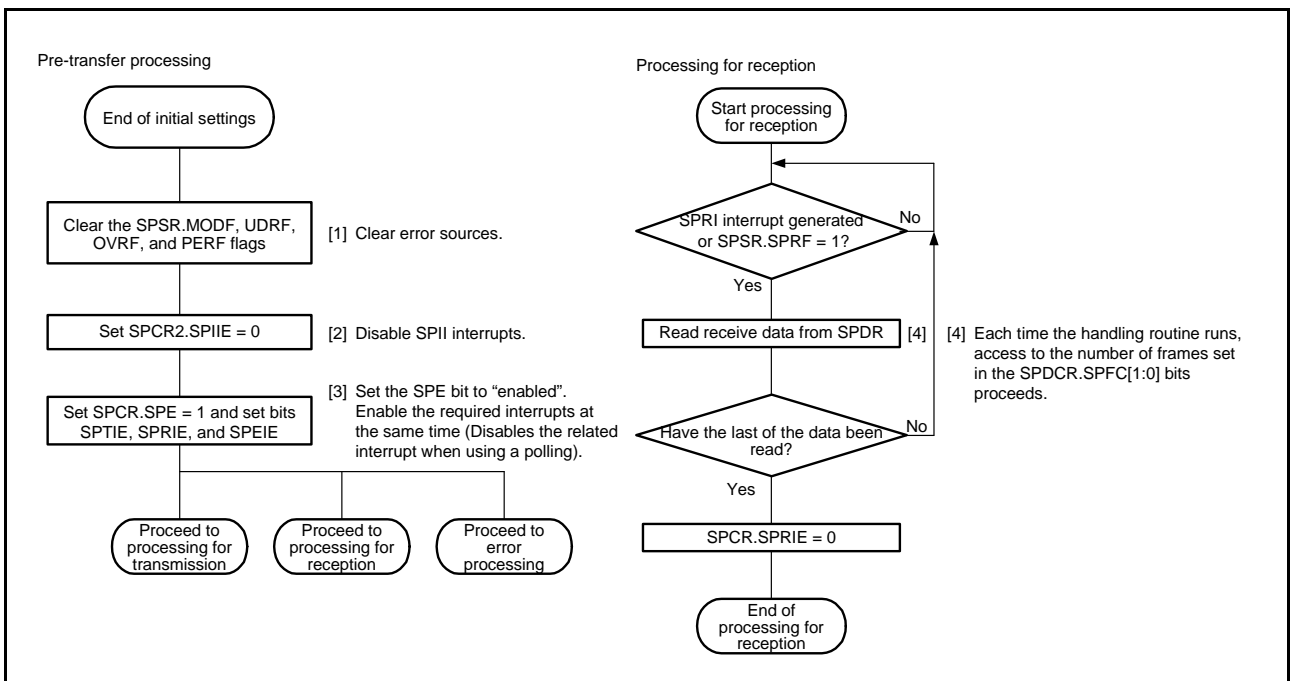 Pre-transfer processing
End of initial settings
Clear the SPSR.MODF, UDRF,
OVRF, and PERF flags
[1] Clear error sources.
Set SPCR2.SPIIE = 0
[2] Disable SPII interrupts.
Set SPCR.SPE = 1 and set bits
SPTIE, SPRIE, and SPEIE
[3] Set the SPE bit to “enabled”.
Enable the required interrupts at
the same time (Disables the related
interrupt when using a polling).
Proceed to
processing for
transmission
Proceed to
processing for
reception
Proceed to
error
processing
Processing for reception
Start processing
for reception
SPRI interrupt generated
or SPSR.SPRF = 1?
No
Yes
Read receive data from SPDR
[4]
[4] Each time the handling routine runs,
access to the number of frames set
in the SPDCR.SPFC[1:0] bits
proceeds.
Have the last of the data been
read?
No
Yes
SPCR.SPRIE = 0
End of
processing for
reception